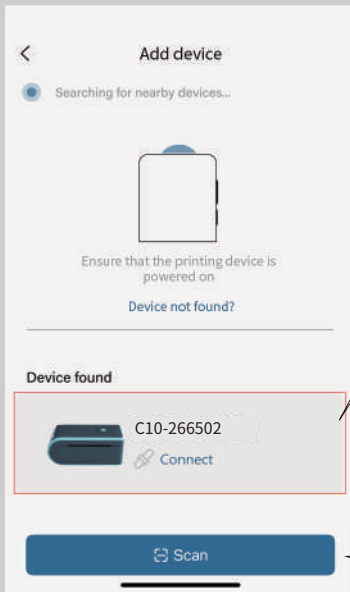 Add device
Searching for nearby devices...
Ensure that the printing device is
powered on
Device not found?
Device found
C10-266502
Connect
Scan